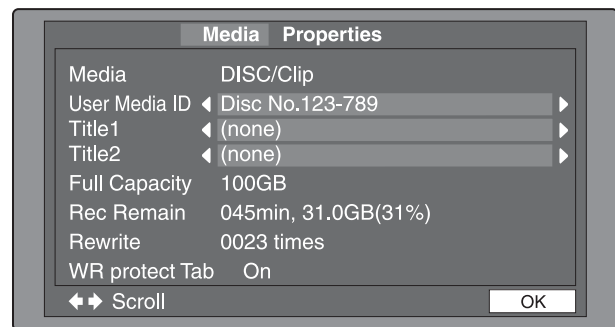 Media Properties
Media DISC/Clip
User Media ID Disc No.123-789
Title1 (none)
Title2 (none)
Full Capacity 100GB
Rec Remain 045min, 31.0GB(31%)
Rewrite 0023 times
WR protect Tab On
Scroll OK